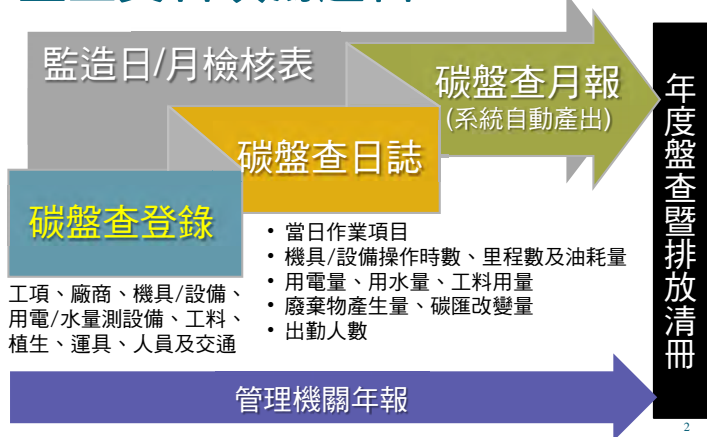 監造日/月檢核表
碳盤查月報
(系統自動產出)
碳盤查日誌
碳盤查登錄
工項、廠商、機具/設備、
用電/水量測設備、工料、
植生、運具、人員及交通
• 當日作業項目
• 機具/設備操作時數、里程數及油耗量
• 用電量、用水量、工料用量
• 廢棄物產生量、碳匯改變量
• 出勤人數
年度盤查暨排放清冊
管理機關年報
2